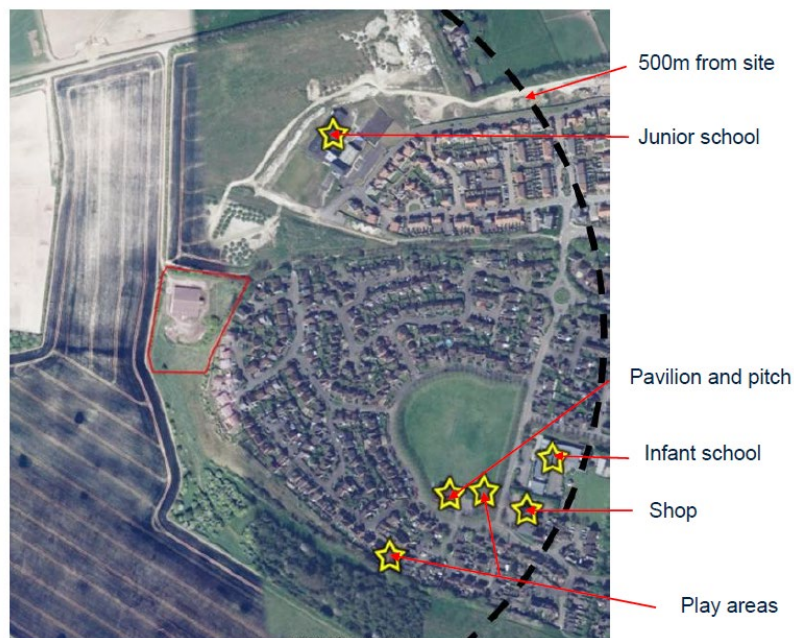 500m from site
Junior school
Pavilion and pitch
Infant school
Shop
Play areas